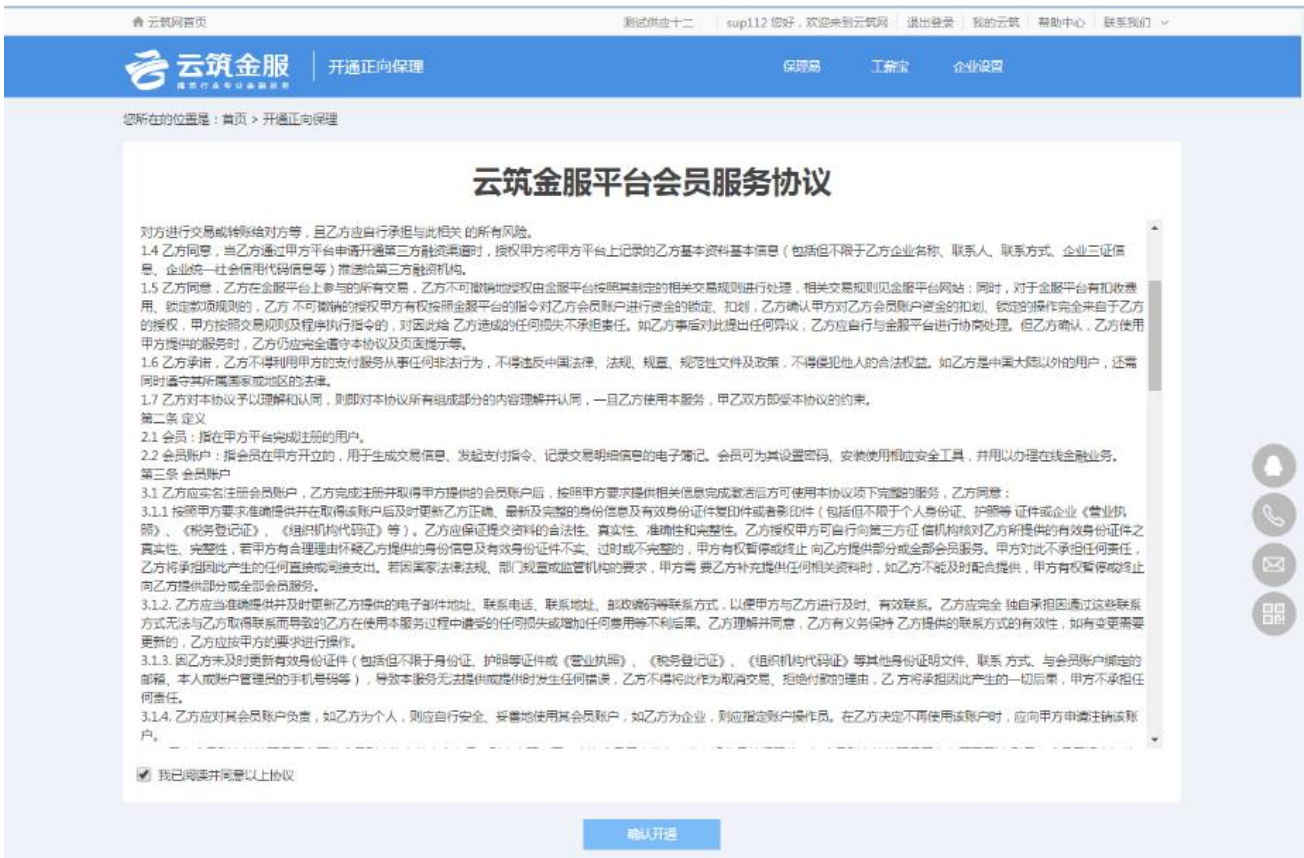 云筑网首页
测试供应十二 sup112 您好，欢迎来到云筑网 退出登录 我的云筑 帮助中心 联系我们
云筑金服 开通正向保理 保理易 工薪宝 企业设置
建筑行业专业金融服务
您所在的位置是：首页 > 开通正向保理
云筑金服平台会员服务协议
对方进行交易或转账给对方等，且乙方应自行承担与此相关 的所有风险。
1.4 乙方同意，当乙方通过甲方平台申请开通第三方融资渠道时，授权甲方将甲方平台上记录的乙方基本资料基本信息（包括但不限于乙方企业名称、联系人、联系方式、企业三证信
息、企业统一社会信用代码信息等）推送给第三方融资机构。
1.5 乙方同意，乙方在金服平台上参与的所有交易，乙方不可撤销地授权由金服平台按照其制定的相关交易规则进行处理，相关交易规则见金服平台网站；同时，对于金服平台有扣收费
用、锁定款项规则的，乙方 不可撤销的授权甲方有权按照金服平台的指令对乙方会员账户进行资金的锁定、扣划，乙方确认甲方对乙方会员账户资金的扣划、锁定的操作完全来自于乙方
的授权，甲方按照交易规则及程序执行指令的，对因此给 乙方造成的任何损失不承担责任。如乙方事后对此提出任何异议，乙方应自行与金服平台进行协商处理。但乙方确认，乙方使用
甲方提供的服务时，乙方仍应完全遵守本协议及页面提示等。
1.6 乙方承诺，乙方不得利用甲方的支付服务从事任何非法行为，不得违反中国法律、法规、规章、规范性文件及政策，不得侵犯他人的合法权益。如乙方是中国大陆以外的用户，还需
同时遵守其所属国家或地区的法律。
1.7 乙方对本协议予以理解和认同，则即对本协议所有组成部分的内容理解并认同，一旦乙方使用本服务，甲乙双方即受本协议的约束。
第二条 定义
2.1 会员：指在甲方平台完成注册的用户。
2.2 会员账户：指会员在甲方开立的，用于生成交易信息、发起支付指令、记录交易明细信息的电子簿记。会员可为其设置密码、安装使用相应安全工具，并用以办理在线金融业务。
第三条 会员账户
3.1 乙方应实名注册会员账户，乙方完成注册并取得甲方提供的会员账户后，按照甲方要求提供相关信息完成激活后方可使用本协议项下完整的服务，乙方同意：
3.1.1 按照甲方要求准确提供并在取得该账户后及时更新乙方正确、最新及完整的身份信息及有效身份证件复印件或者影印件（包括但不限于个人身份证、护照等 证件或企业《营业执
照》、《税务登记证》、《组织机构代码证》等）。乙方应保证提交资料的合法性、真实性、准确性和完整性。乙方授权甲方可自行向第三方征 信机构核对乙方所提供的有效身份证件之
真实性、完整性，若甲方有合理理由怀疑乙方提供的身份信息及有效身份证件不实、过时或不完整的，甲方有权暂停或终止 向乙方提供部分或全部会员服务。甲方对此不承担任何责任，
乙方将承担因此产生的任何直接或间接支出。若因国家法律法规、部门规章或监管机构的要求，甲方需 要乙方补充提供任何相关资料时，如乙方不能及时配合提供，甲方有权暂停或终止
向乙方提供部分或全部会员服务。
3.1.2. 乙方应当准确提供并及时更新乙方提供的电子邮件地址、联系电话、联系地址、邮政编码等联系方式，以便甲方与乙方进行及时、有效联系。乙方应完全 独自承担因通过这些联系
方式无法与乙方取得联系而导致的乙方在使用本服务过程中遭受的任何损失或增加任何费用等不利后果。乙方理解并同意，乙方有义务保持 乙方提供的联系方式的有效性，如有变更需要
更新的，乙方应按甲方的要求进行操作。
3.1.3. 因乙方未及时更新有效身份证件（包括但不限于身份证、护照等证件或《营业执照》、《税务登记证》、《组织机构代码证》等其他身份证明文件、联系 方式、与会员账户绑定的
邮箱、本人或账户管理员的手机号码等），导致本服务无法提供或提供时发生任何错误，乙方不得将此作为取消交易、拒绝付款的理由，乙 方将承担因此产生的一切后果，甲方不承担任
何责任。
3.1.4. 乙方应对其会员账户负责，如乙方为个人，则应自行安全、妥善地使用其会员账户，如乙方为企业，则应指定账户操作员。在乙方决定不再使用该账户时，应向甲方申请注销该账
户。
我已阅读并同意以上协议
确认开通